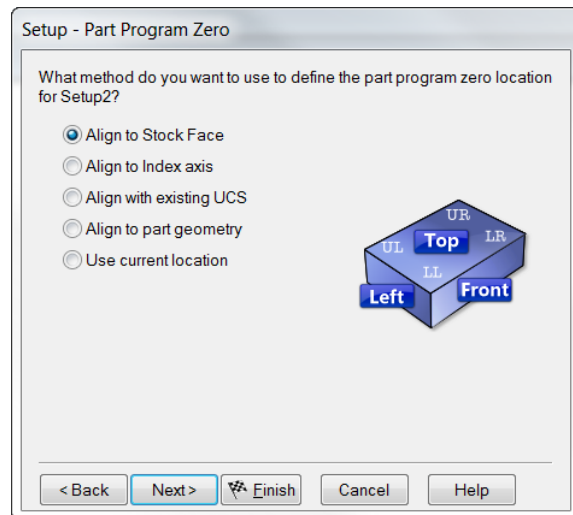 Setup - Part Program Zero
What method do you want to use to define the part program zero location
for Setup2?
Align to Stock Face
Align to Index axis
Align with existing UCS
Align to part geometry
Use current location
UR
UL Top LR
LL
Left Front
< Back Next > Finish Cancel Help